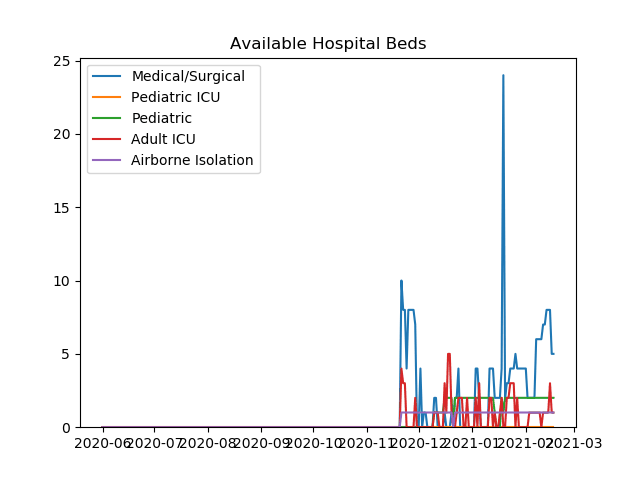 Available Hospital Beds
25
20
15
10
5
0
Medical/Surgical
Pediatric ICU
Pediatric
Adult ICU
Airborne Isolation
2020-06 2020-07 2020-08 2020-09 2020-10 2020-11 2020-12 2021-01 2021-02 2021-03